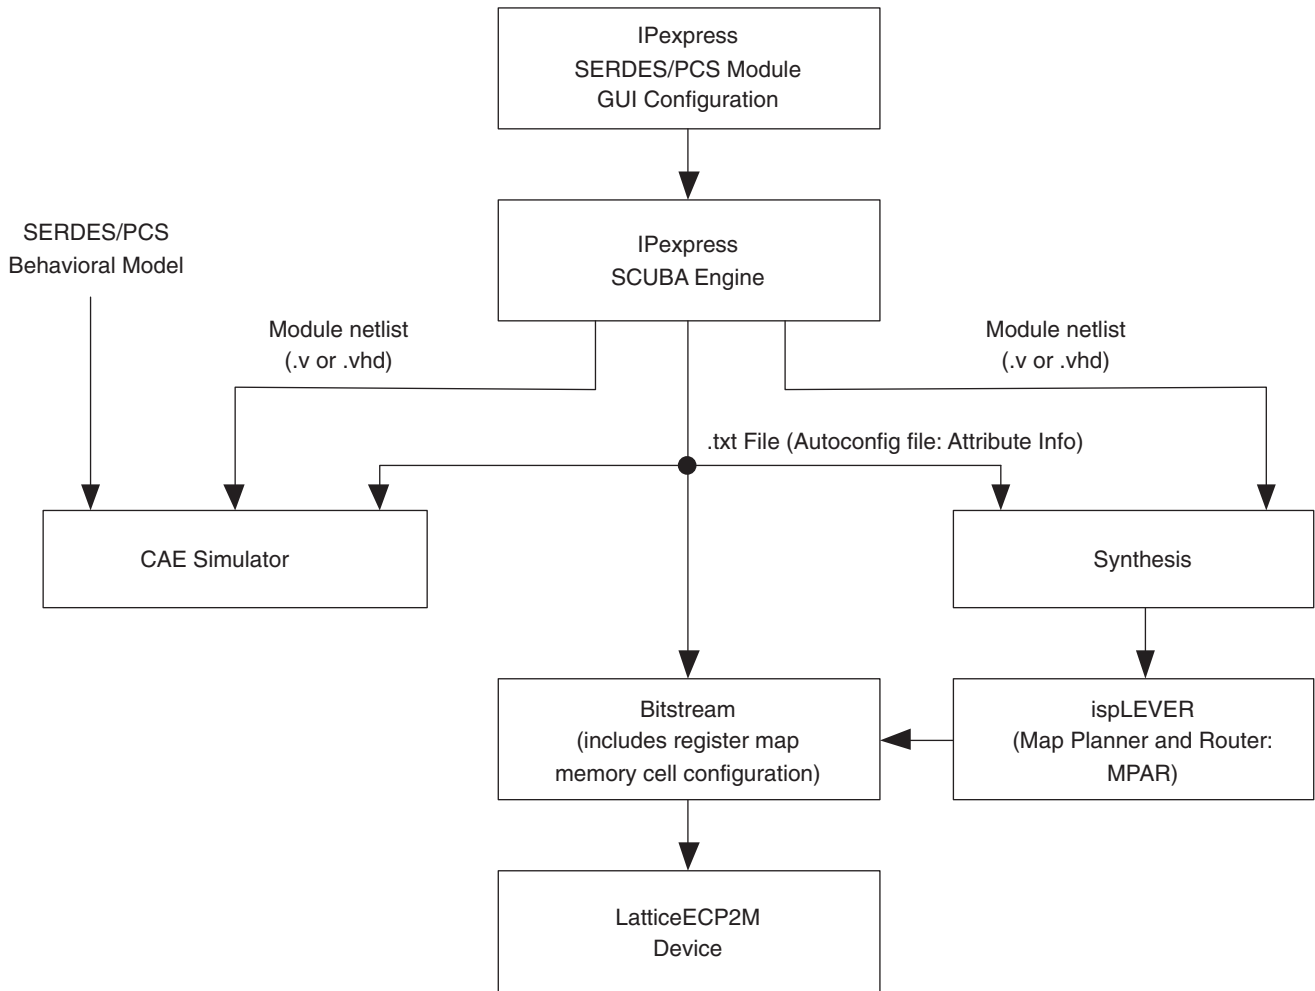 IPexpress
SERDES/PCS Module
GUI Configuration
IPexpress
SCUBA Engine
SERDES/PCS
Behavioral Model
Module netlist
(.v or .vhd)
Module netlist
(.v or .vhd)
.txt File (Autoconfig file: Attribute Info)
CAE Simulator
Synthesis
Bitstream
(includes register map
memory cell configuration)
ispLEVER
(Map Planner and Router:
MPAR)
LatticeECP2M
Device